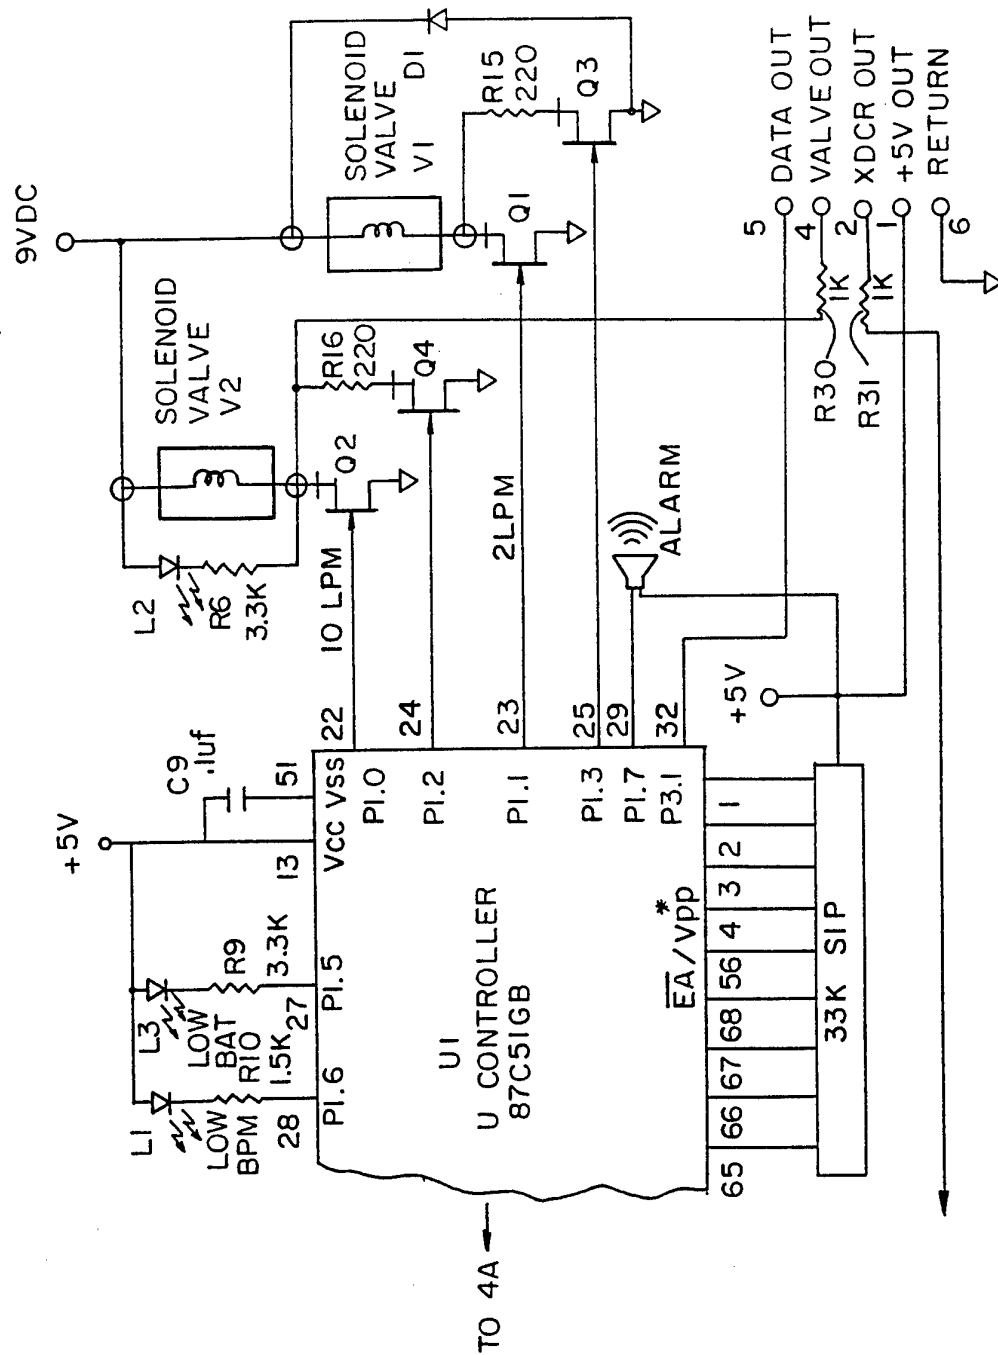 9VDC
SOLENOID
VALVE
V2
SOLENOID
VALVE
V1
D1
L2
R6
3.3K
R16
220
R15
220
Q2
Q4
Q1
Q3
10 LPM
2LPM
+5V
C9
.1uf
L1
LOW
BPM
L3
LOW
BAT
R10
1.5K
R9
3.3K
28
27
13
51
22
24
23
25
29
32
P1.6
P1.5
VCC
VSS
P1.0
P1.2
P1.1
P1.3
P1.7
P3.1
U1
U CONTROLLER
87C51GB
EA/Vpp*
ALARM
+5V
65
66
67
68
56
4
3
2
1
33K SIP
R30
1K
R31
1K
5 DATA OUT
4 VALVE OUT
2 XDCR OUT
1 +5V OUT
6 RETURN
TO 4A